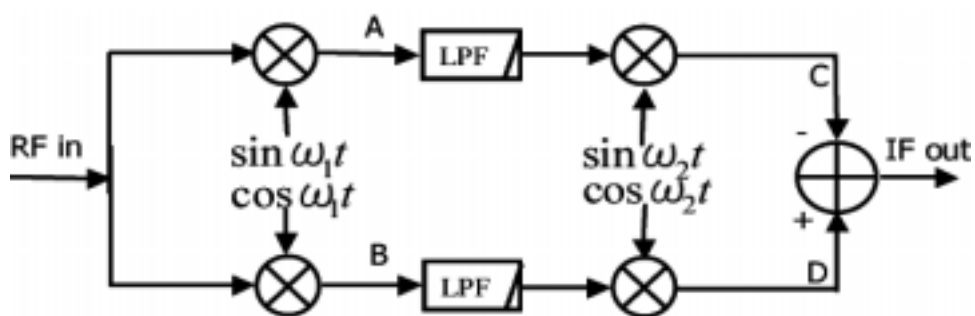 A
LPF
C
-
RF in
sin ω₁t
cos ω₁t
sin ω₂t
cos ω₂t
IF out
+
B
LPF
D